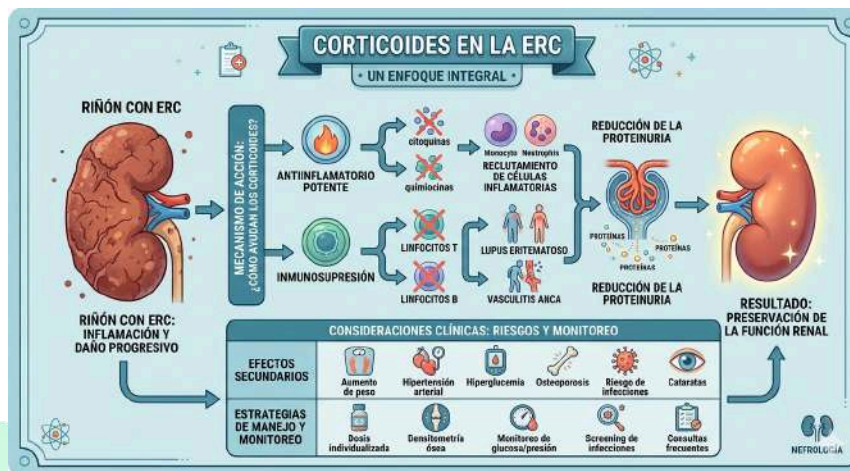 CORTICOIDES EN LA ERC
· UN ENFOQUE INTEGRAL ·
RIÑÓN CON ERC
RIÑÓN CON ERC:
INFLAMACIÓN Y
DAÑO PROGRESIVO
MECANISMO DE ACCIÓN:
¿CÓMO AYUDAN LOS CORTICOIDES?
ANTIINFLAMATORIO
POTENTE
citoquinas
quimiocinas
Monocyto
Neutrophis
RECLUTAMIENTO
DE CÉLULAS
INFLAMATORIAS
INMUNOSUPRESIÓN
LINFOCITOS T
LINFOCITOS B
LUPUS ERITEMATOSO
VASCULITIS ANCA
REDUCCIÓN DE LA
PROTEINURIA
PROTEÍNAS
PROTEÍNAS
PROTEÍNAS
REDUCCIÓN DE LA
PROTEINURIA
RESULTADO:
PRESERVACIÓN DE
LA FUNCIÓN RENAL
CONSIDERACIONES CLÍNICAS: RIESGOS Y MONITOREO
EFECTOS
SECUNDARIOS
Aumento
de peso
Hipertensión
arterial
Hiperglucemia
Osteoporosis
Riesgo de
infecciones
Cataratas
ESTRATEGIAS
DE MANEJO Y
MONITOREO
Dosis
individualizada
Densitometría
ósea
Monitoreo de
glucosa/presión
Screening de
infecciones
Consultas
frecuentes
NEFROLOGÍA